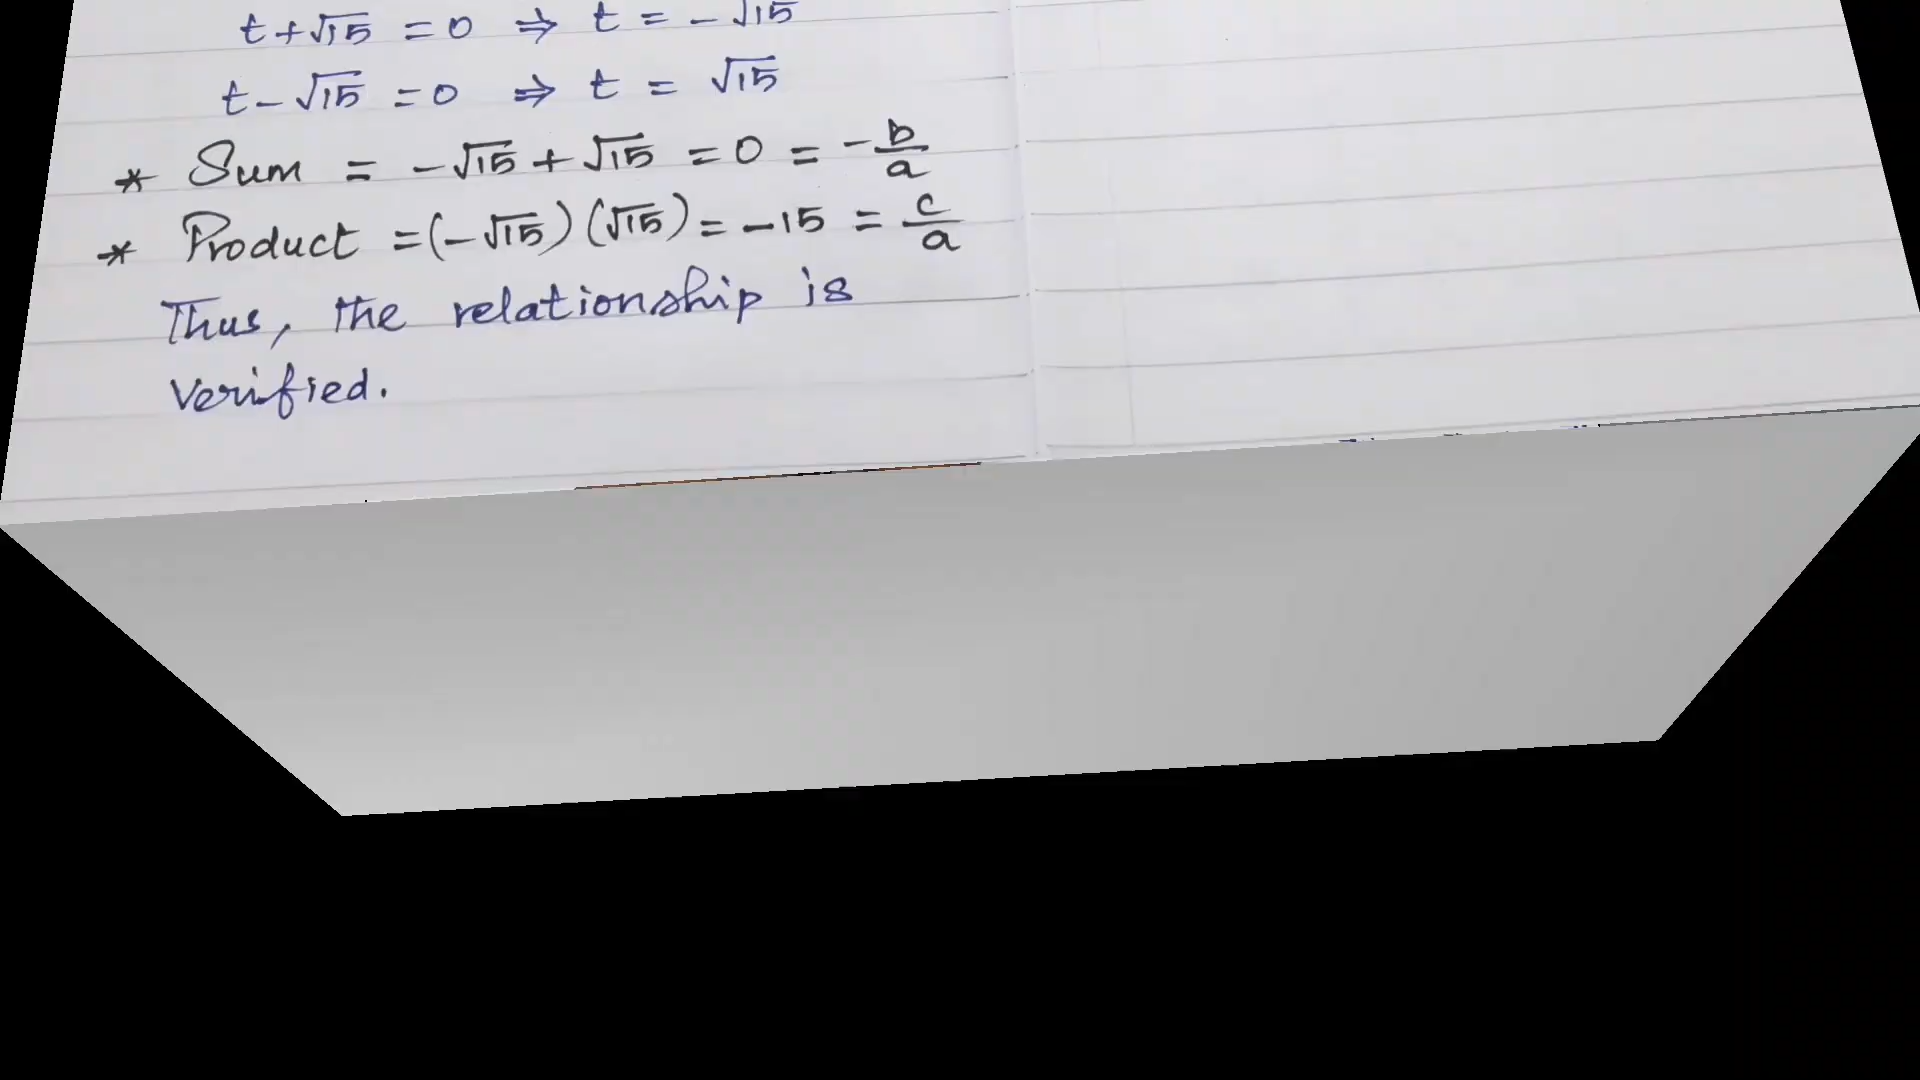 t+√15 = 0 ⇒ t = -√15
t-√15 = 0 ⇒ t = √15
* Sum = -√15 + √15 = 0 = -b/a
* Product = (-√15)(√15) = -15 = c/a
Thus, the relationship is
verified.